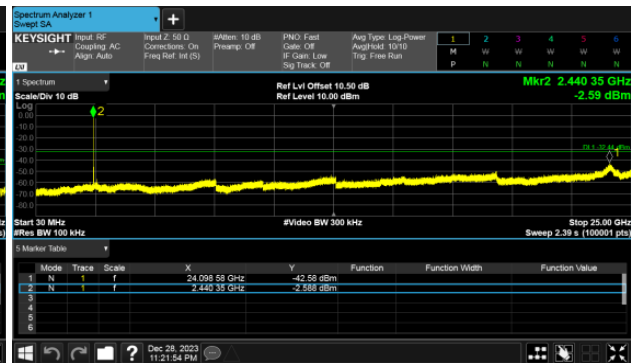 Spectrum Analyzer 1
Swept SA
+
KEYSIGHT Input: RF Input Z: 50 Ω #Atten: 10 dB PNO: Fast Avg Type: Log-Power 1 2 3 4 5 6
Coupling: AC Corrections: On Preamp: Off Gate: Off Avg|Hold: 10/10 M W W W W W
Align: Auto Freq Ref: Int (S) IF Gain: Low Trig: Free Run
Sig Track: Off P N N N N N
LXI
1 Spectrum Ref Lvl Offset 10.50 dB Mkr2 2.440 35 GHz
Scale/Div 10 dB Ref Level 10.00 dBm -2.59 dBm
Log
0.00
-10.0
-20.0
-30.0
-40.0
-50.0
-60.0
-70.0
-80.0
2
DL1 -32.44 dBm
1
Start 30 MHz #Video BW 300 kHz Stop 25.00 GHz
#Res BW 100 kHz Sweep 2.39 s (100001 pts)
5 Marker Table
Mode Trace Scale X Y Function Function Width Function Value
1 N 1 f 24.098 58 GHz -42.58 dBm
2 N 1 f 2.440 35 GHz -2.588 dBm
3
4
5
6
? Dec 28, 2023
11:21:54 PM